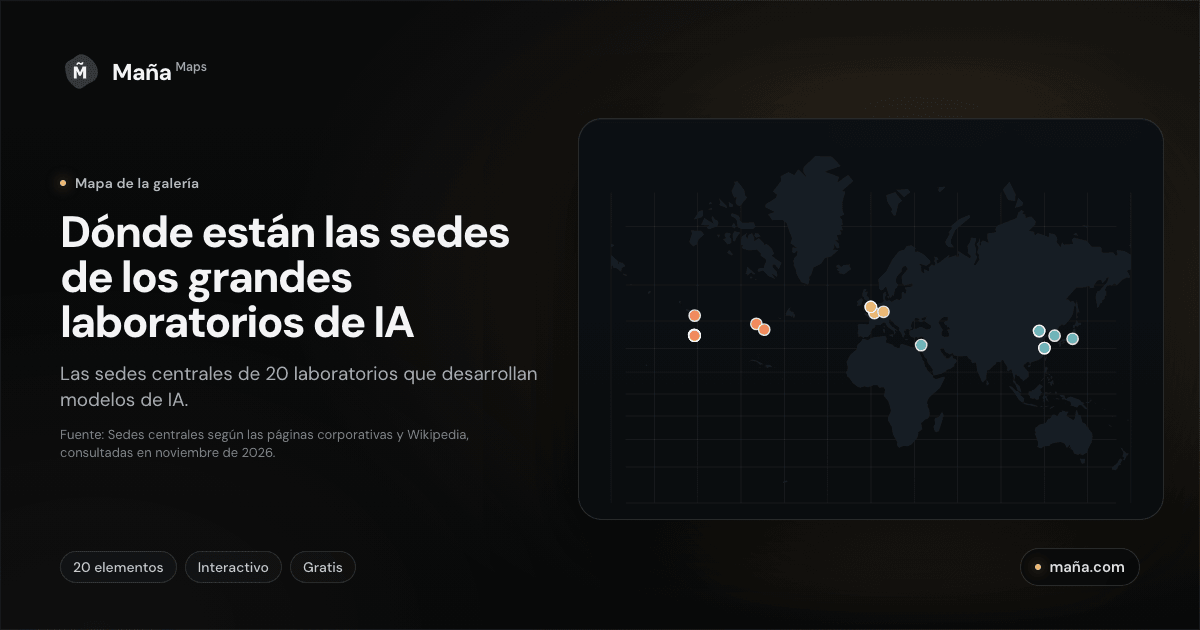 M̃
Maña Maps
Mapa de la galería
Dónde están las sedes
de los grandes
laboratorios de IA
Las sedes centrales de 20 laboratorios que desarrollan
modelos de IA.
Fuente: Sedes centrales según las páginas corporativas y Wikipedia,
consultadas en noviembre de 2026.
20 elementos
Interactivo
Gratis
maña.com